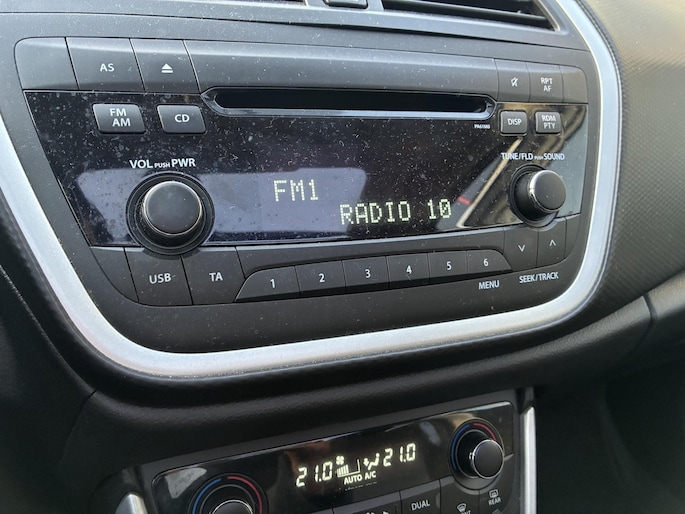 AS
RPT
AF
FM
AM
CD
DISP
RDM
PTY
VOL PUSH PWR
TUNE/FLD PUSH SOUND
FM1
RADIO 10
USB
TA
1 2 3 4 5 6
MENU
SEEK/TRACK
21.0
21.0
AUTO A/C
DUAL
REAR